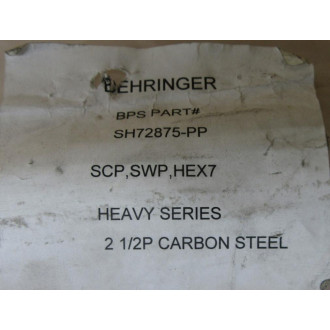 BEHRINGER
BPS PART#
SH72875-PP
SCP,SWP,HEX7
HEAVY SERIES
2 1/2P CARBON STEEL